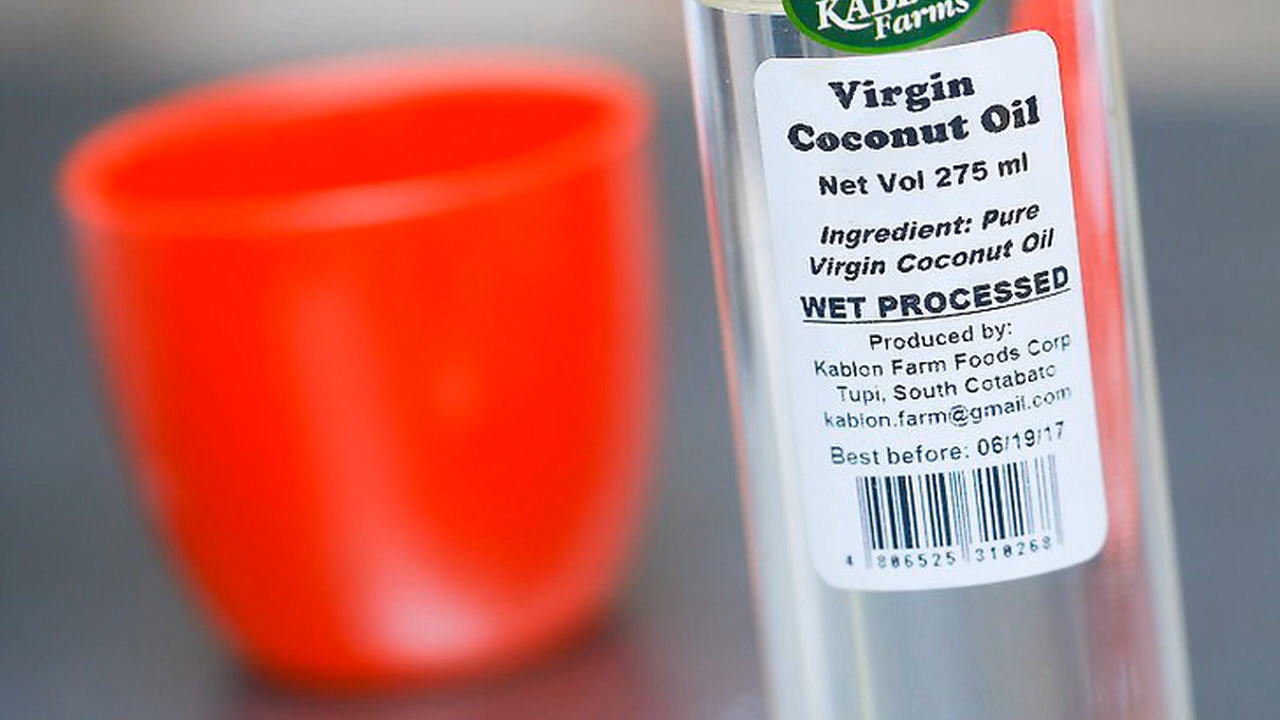 Farms
Virgin
Coconut Oil
Net Vol 275 ml
Ingredient: Pure
Virgin Coconut Oil
WET PROCESSED
Produced by:
Kablon Farm Foods Corp
Tupi, South Cotabato
kablon.farm@gmail.com
Best before: 06/19/17
4 806525 310268